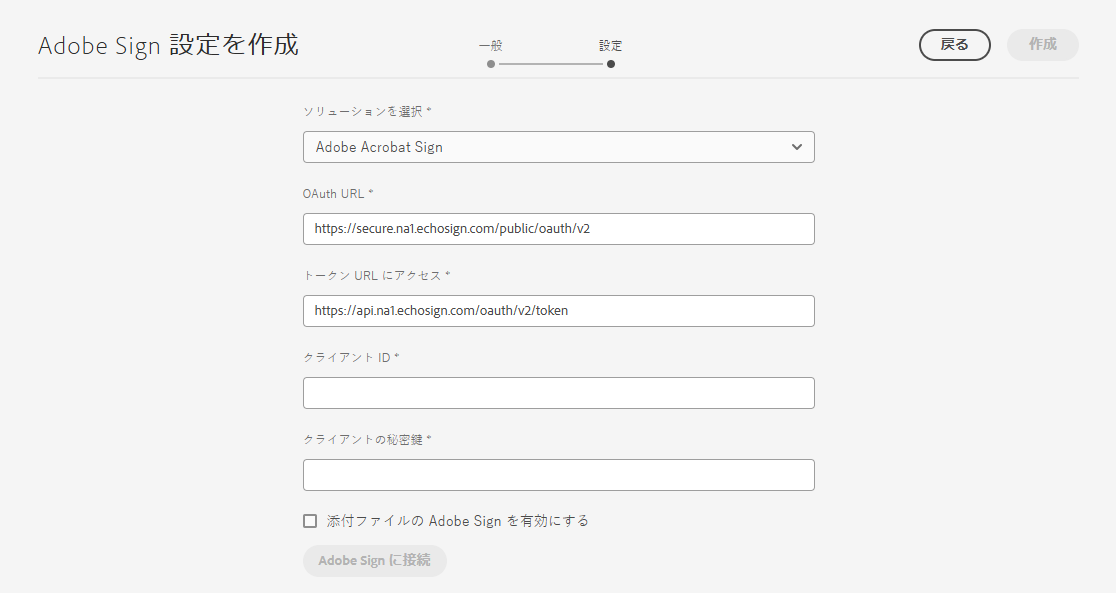 Adobe Sign 設定を作成
一般
設定
戻る
作成
ソリューションを選択 *
Adobe Acrobat Sign
OAuth URL *
https://secure.na1.echosign.com/public/oauth/v2
トークン URL にアクセス *
https://api.na1.echosign.com/oauth/v2/token
クライアント ID *
クライアントの秘密鍵 *
添付ファイルの Adobe Sign を有効にする
Adobe Sign に接続